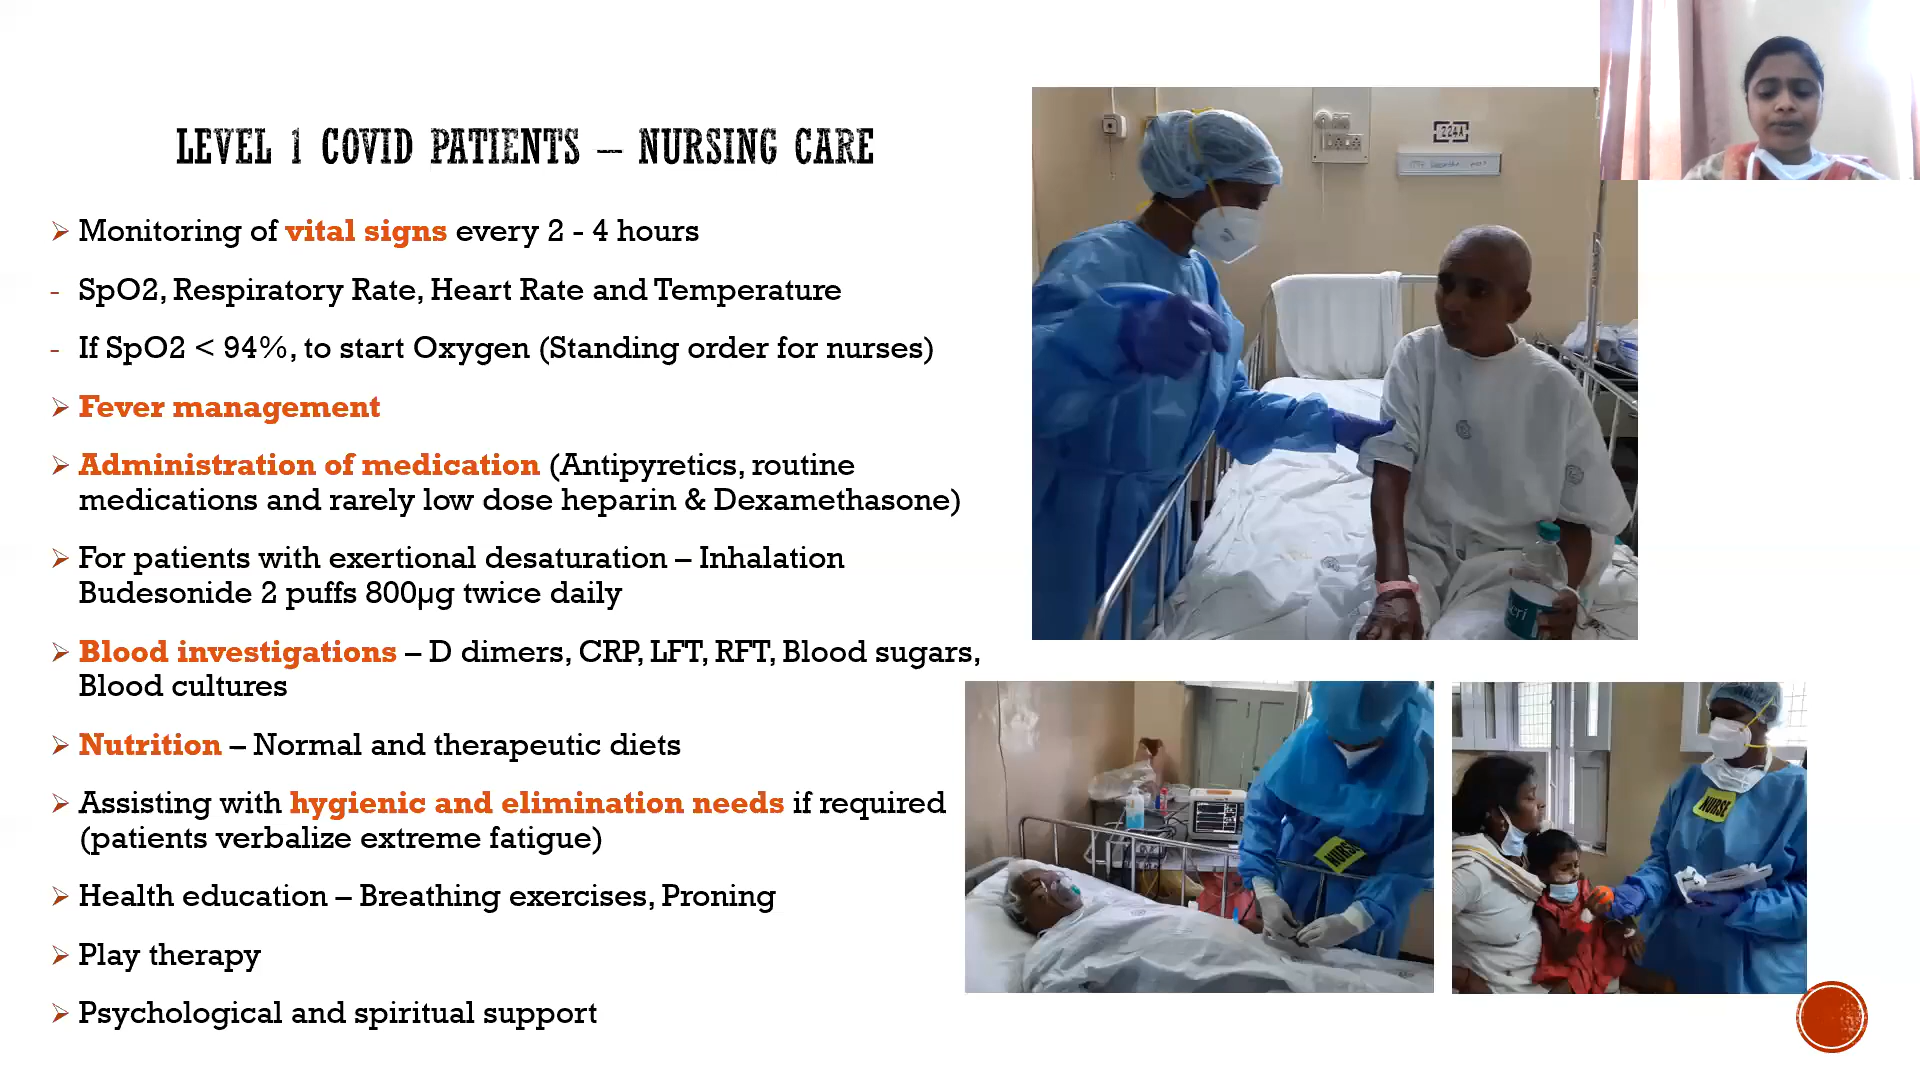 LEVEL 1 COVID PATIENTS – NURSING CARE
Monitoring of vital signs every 2 - 4 hours
- SpO2, Respiratory Rate, Heart Rate and Temperature
- If SpO2 < 94%, to start Oxygen (Standing order for nurses)
Fever management
Administration of medication (Antipyretics, routine
medications and rarely low dose heparin & Dexamethasone)
For patients with exertional desaturation – Inhalation
Budesonide 2 puffs 800µg twice daily
Blood investigations – D dimers, CRP, LFT, RFT, Blood sugars,
Blood cultures
Nutrition – Normal and therapeutic diets
Assisting with hygienic and elimination needs if required
(patients verbalize extreme fatigue)
Health education – Breathing exercises, Proning
Play therapy
Psychological and spiritual support
224A
NURSE
NURSE